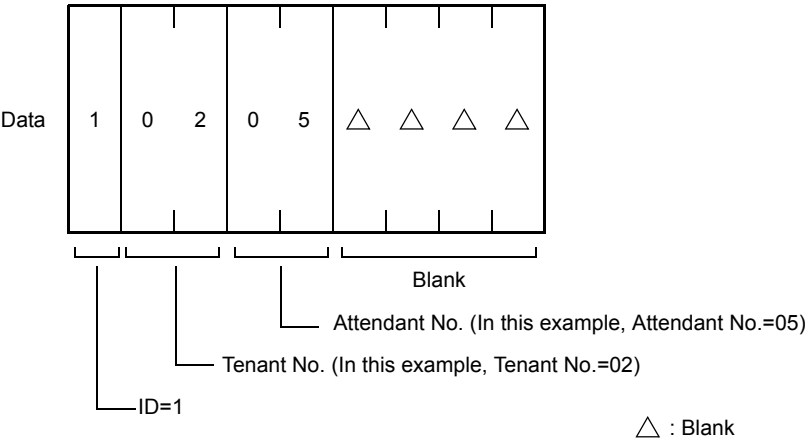 Data 1 0 2 0 5 △ △ △ △
Blank
Attendant No. (In this example, Attendant No.=05)
Tenant No. (In this example, Tenant No.=02)
ID=1
△ : Blank